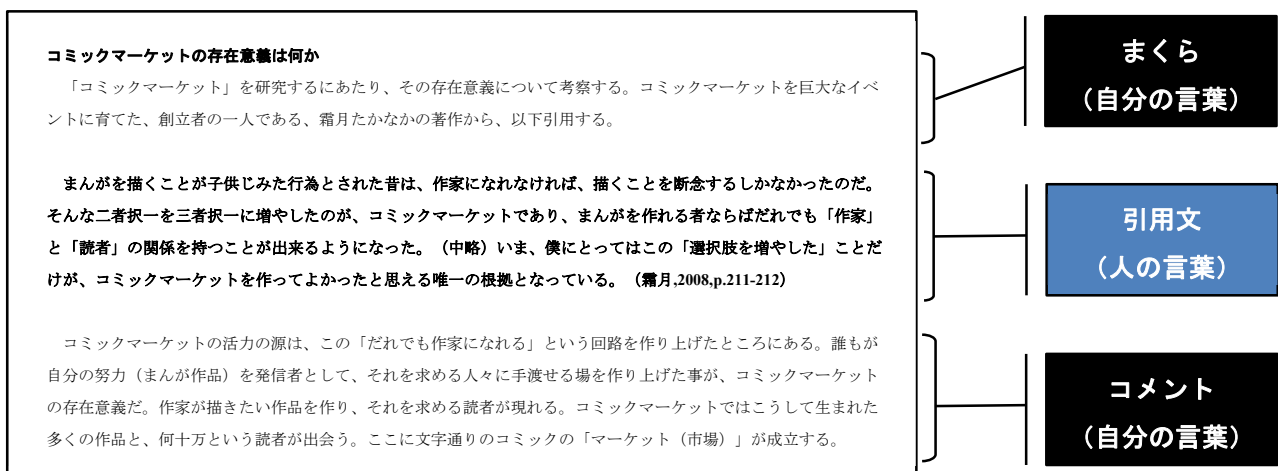 コミックマーケットの存在意義は何か
「コミックマーケット」を研究するにあたり、その存在意義について考察する。コミックマーケットを巨大なイベ
ントに育てた、創立者の一人である、霜月たかなかの著作から、以下引用する。
まんがを描くことが子供じみた行為とされた昔は、作家になれなければ、描くことを断念するしかなかったのだ。
そんな二者択一を三者択一に増やしたのが、コミックマーケットであり、まんがを作れる者ならばだれでも「作家」
と「読者」の関係を持つことが出来るようになった。（中略）いま、僕にとってはこの「選択肢を増やした」ことだ
けが、コミックマーケットを作ってよかったと思える唯一の根拠となっている。（霜月,2008,p.211-212）
コミックマーケットの活力の源は、この「だれでも作家になれる」という回路を作り上げたところにある。誰もが
自分の努力（まんが作品）を発信者として、それを求める人々に手渡せる場を作り上げた事が、コミックマーケット
の存在意義だ。作家が描きたい作品を作り、それを求める読者が現れる。コミックマーケットではこうして生まれた
多くの作品と、何十万という読者が出会う。ここに文字通りのコミックの「マーケット（市場）」が成立する。
まくら
（自分の言葉）
引用文
（人の言葉）
コメント
（自分の言葉）